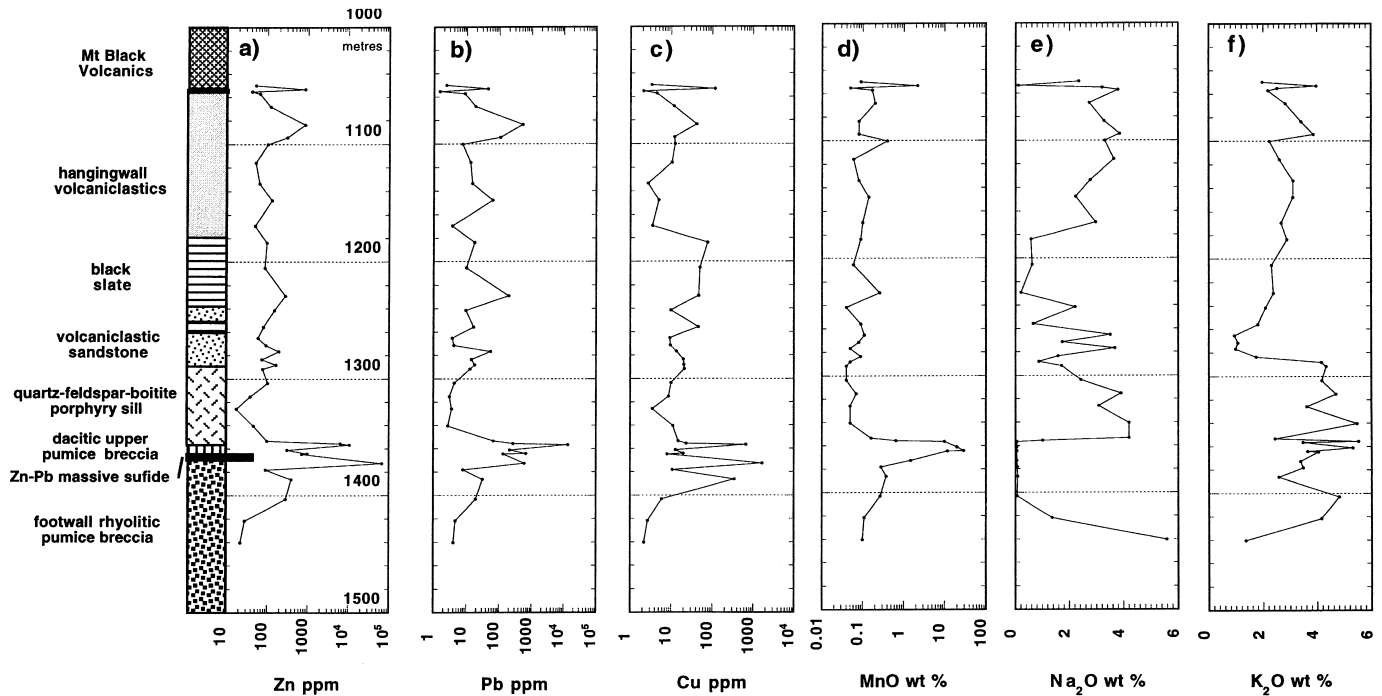 1000
metres
a)
b)
c)
d)
e)
f)
Mt Black
Volcanics
1100
hangingwall
volcaniclastics
1200
black
slate
volcaniclastic
sandstone
1300
quartz-feldspar-boitite
porphyry sill
dacitic upper
pumice breccia
Zn-Pb massive sufide
1400
footwall rhyolitic
pumice breccia
1500
10 100 1000 10⁴ 10⁵
1 10 100 1000 10⁴ 10⁵
1 10 100 1000 10⁴
0.01 0.1 1 10 100
0 2 4 6
0 2 4 6
Zn ppm
Pb ppm
Cu ppm
MnO wt %
Na₂O wt %
K₂O wt %